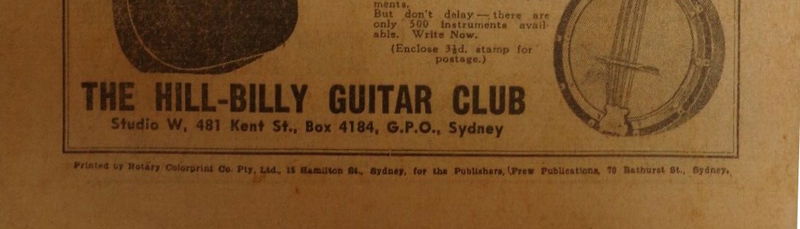 ments.
But don't delay — there are
only 500 instruments avail-
able. Write Now.
(Enclose 3½d. stamp for
postage.)
THE HILL-BILLY GUITAR CLUB
Studio W, 481 Kent St., Box 4184, G.P.O., Sydney
Printed by Rotary Colorprint Co. Pty. Ltd., 15 Hamilton St., Sydney, for the Publishers, Frew Publications, 70 Bathurst St., Sydney.